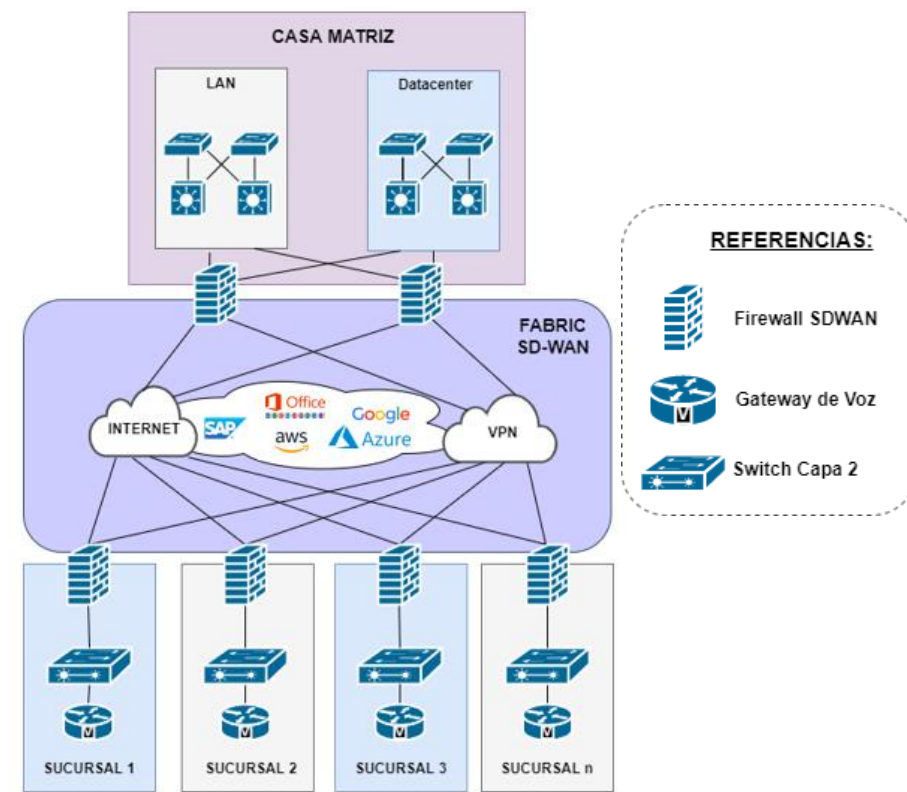 CASA MATRIZ
LAN
Datacenter
REFERENCIAS:
Firewall SDWAN
Gateway de Voz
V
Switch Capa 2
FABRIC
SD-WAN
INTERNET
SAP
Office
Google
aws
Azure
VPN
V
V
V
V
SUCURSAL 1
SUCURSAL 2
SUCURSAL 3
SUCURSAL n